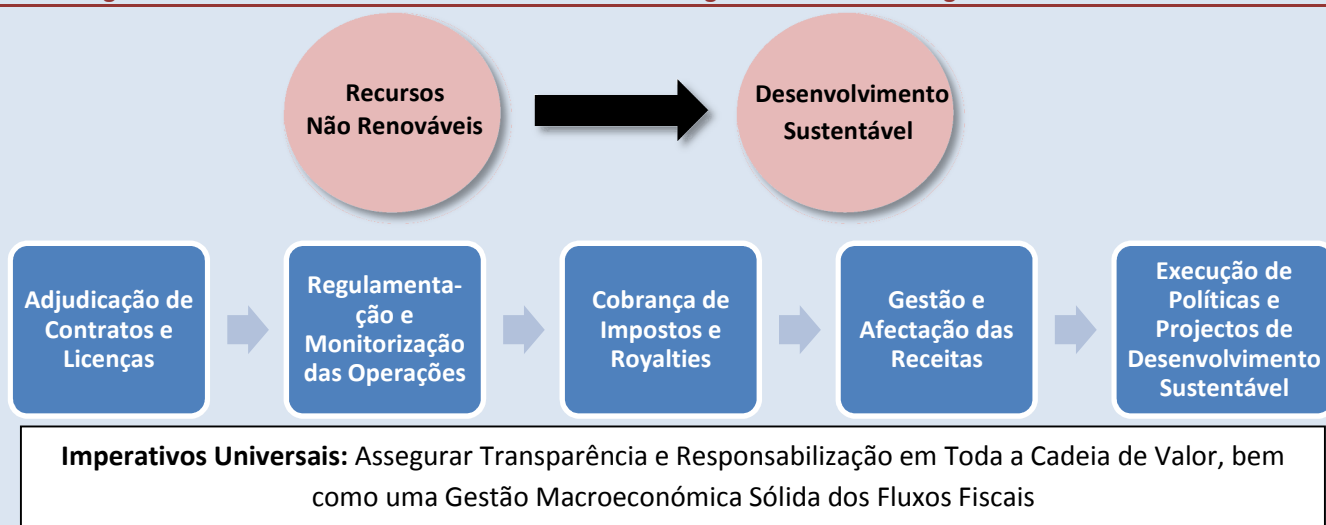 Recursos
Não Renováveis
Desenvolvimento
Sustentável
Adjudicação de
Contratos e
Licenças
Regulamenta-
ção e
Monitorização
das Operações
Cobrança de
Impostos e
Royalties
Gestão e
Afectação das
Receitas
Execução de
Políticas e
Projectos de
Desenvolvimento
Sustentável
Imperativos Universais: Assegurar Transparência e Responsabilização em Toda a Cadeia de Valor, bem
como uma Gestão Macroeconómica Sólida dos Fluxos Fiscais